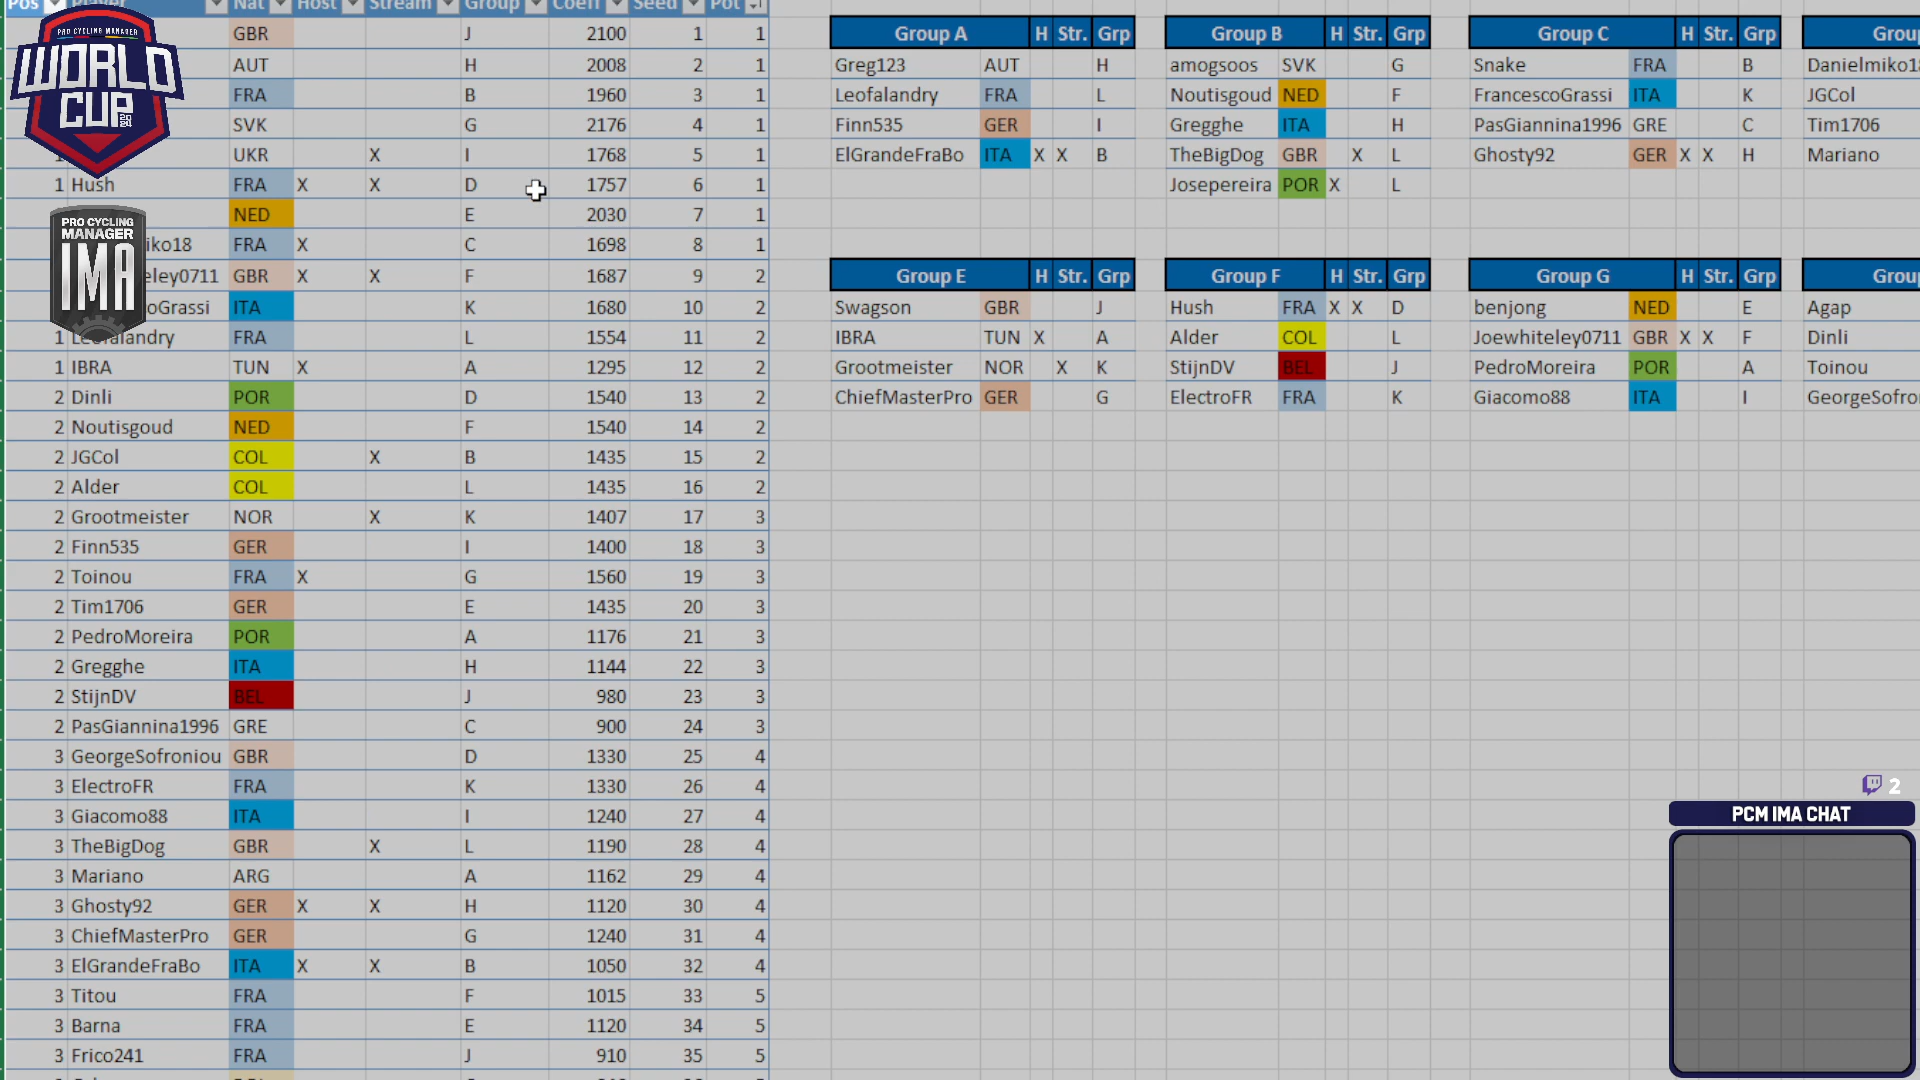 Pos Player Nat Host Stream Group Coeff Seed Pot
GBR J 2100 1 1
AUT H 2008 2 1
FRA B 1960 3 1
SVK G 2176 4 1
UKR X I 1768 5 1
1 Hush FRA X X D 1757 6 1
NED E 2030 7 1
iko18 FRA X C 1698 8 1
eley0711 GBR X X F 1687 9 2
oGrassi ITA K 1680 10 2
1 Leofalandry FRA L 1554 11 2
1 IBRA TUN X A 1295 12 2
2 Dinli POR D 1540 13 2
2 Noutisgoud NED F 1540 14 2
2 JGCol COL X B 1435 15 2
2 Alder COL L 1435 16 2
2 Grootmeister NOR X K 1407 17 3
2 Finn535 GER I 1400 18 3
2 Toinou FRA X G 1560 19 3
2 Tim1706 GER E 1435 20 3
2 PedroMoreira POR A 1176 21 3
2 Gregghe ITA H 1144 22 3
2 StijnDV BEL J 980 23 3
2 PasGiannina1996 GRE C 900 24 3
3 GeorgeSofroniou GBR D 1330 25 4
3 ElectroFR FRA K 1330 26 4
3 Giacomo88 ITA I 1240 27 4
3 TheBigDog GBR X L 1190 28 4
3 Mariano ARG A 1162 29 4
3 Ghosty92 GER X X H 1120 30 4
3 ChiefMasterPro GER G 1240 31 4
3 ElGrandeFraBo ITA X X B 1050 32 4
3 Titou FRA F 1015 33 5
3 Barna FRA E 1120 34 5
3 Frico241 FRA J 910 35 5
PRO CYCLING MANAGER
WORLD
CUP
PRO CYCLING
MANAGER
IMA
Group A H Str. Grp
Greg123 AUT H
Leofalandry FRA L
Finn535 GER I
ElGrandeFraBo ITA X X B
Group B H Str. Grp
amogsoos SVK G
Noutisgoud NED F
Gregghe ITA H
TheBigDog GBR X L
Josepereira POR X L
Group C H Str. Grp
Snake FRA B
FrancescoGrassi ITA K
PasGiannina1996 GRE C
Ghosty92 GER X X H
Grou
Danielmiko18
JGCol
Tim1706
Mariano
Group E H Str. Grp
Swagson GBR J
IBRA TUN X A
Grootmeister NOR X K
ChiefMasterPro GER G
Group F H Str. Grp
Hush FRA X X D
Alder COL L
StijnDV BEL J
ElectroFR FRA K
Group G H Str. Grp
benjong NED E
Joewhiteley0711 GBR X X F
PedroMoreira POR A
Giacomo88 ITA I
Grou
Agap
Dinli
Toinou
GeorgeSofro
2
PCM IMA CHAT